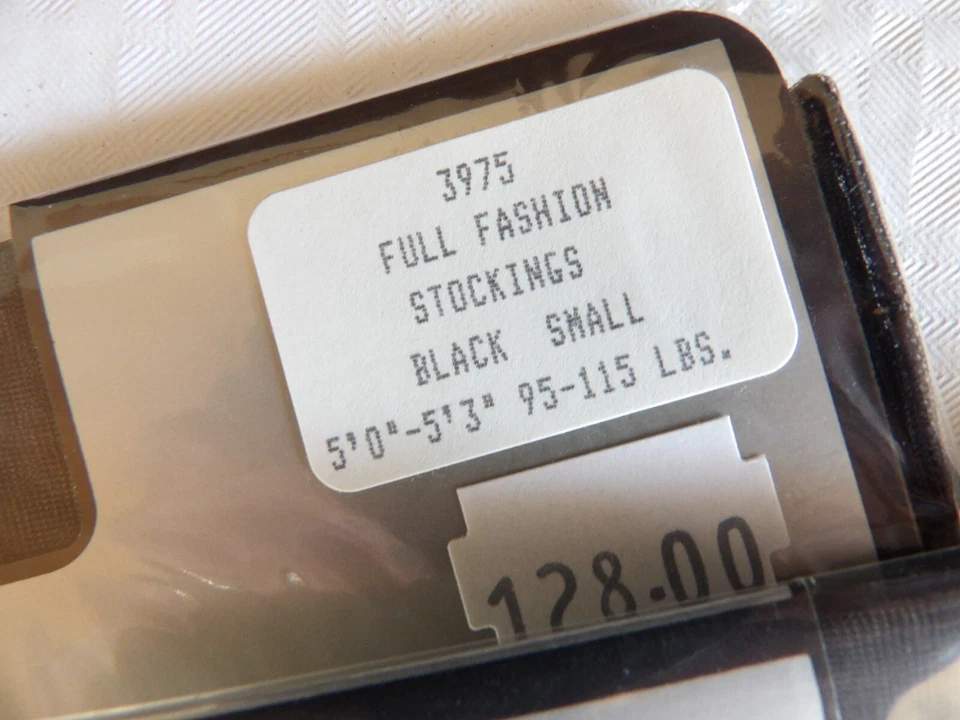 3975
FULL FASHION
STOCKINGS
BLACK SMALL
5'0"-5'3" 95-115 LBS.
128.00